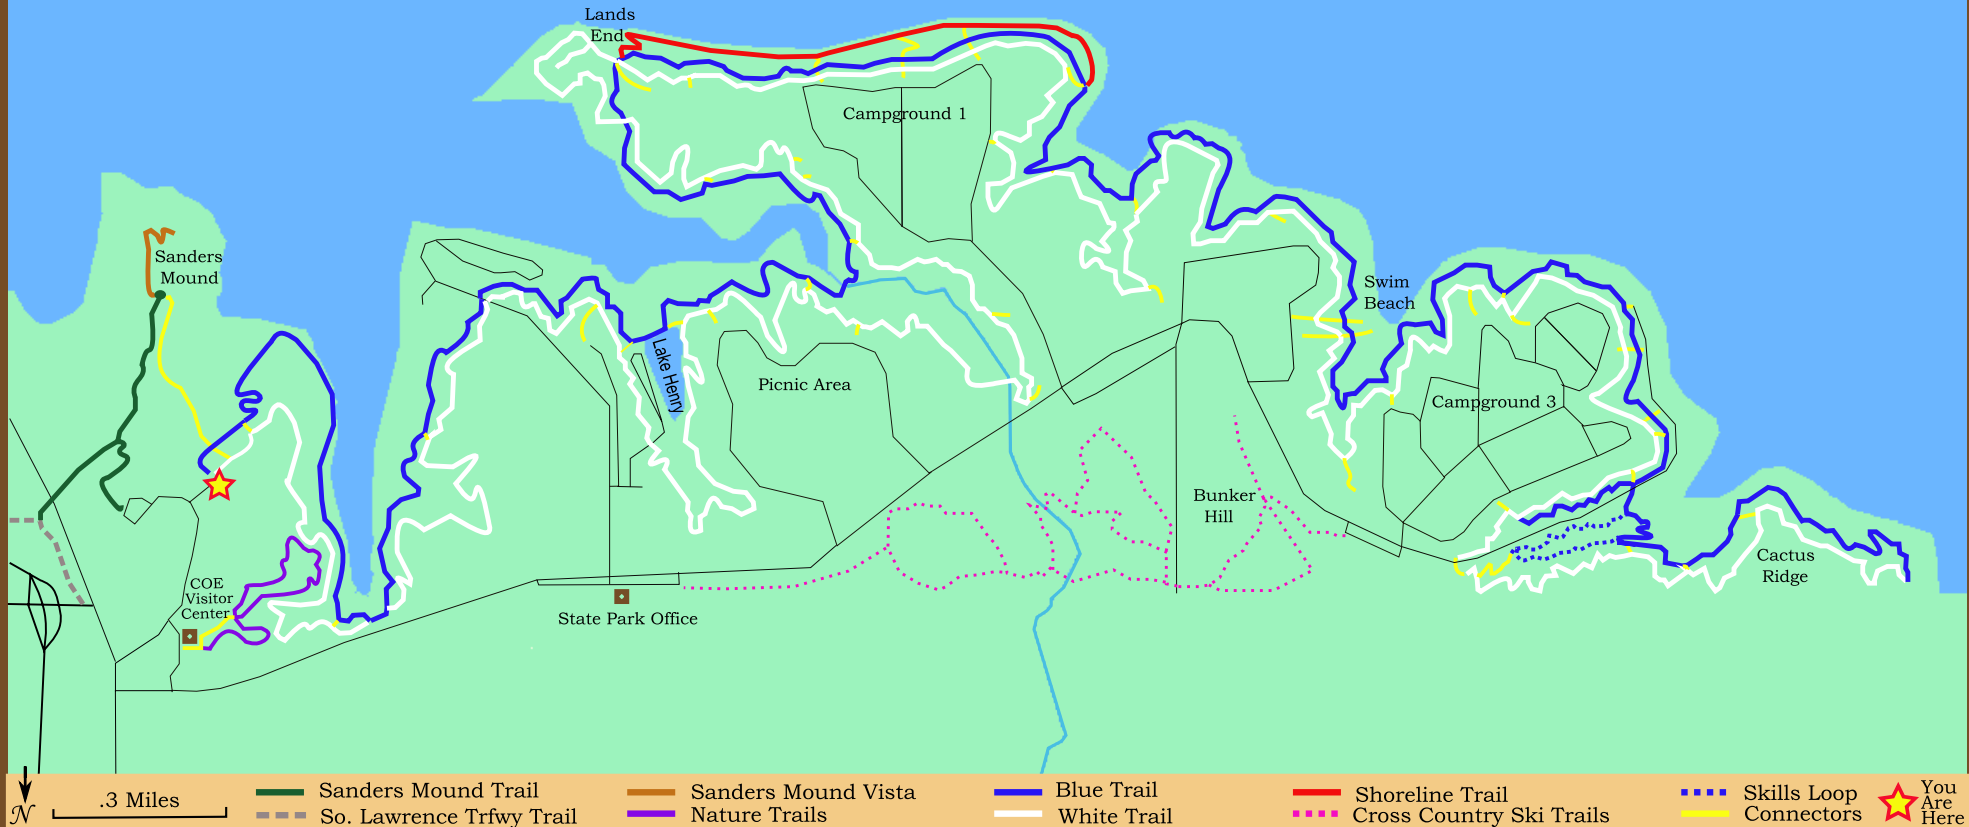 Lands
End
Campground 1
Sanders
Mound
Swim
Beach
Lake Henry
Picnic Area
Campground 3
Bunker
Hill
Cactus
Ridge
COE
Visitor
Center
State Park Office
N
.3 Miles
Sanders Mound Trail
So. Lawrence Trfwy Trail
Sanders Mound Vista
Nature Trails
Blue Trail
White Trail
Shoreline Trail
Cross Country Ski Trails
Skills Loop
Connectors
You
Are
Here